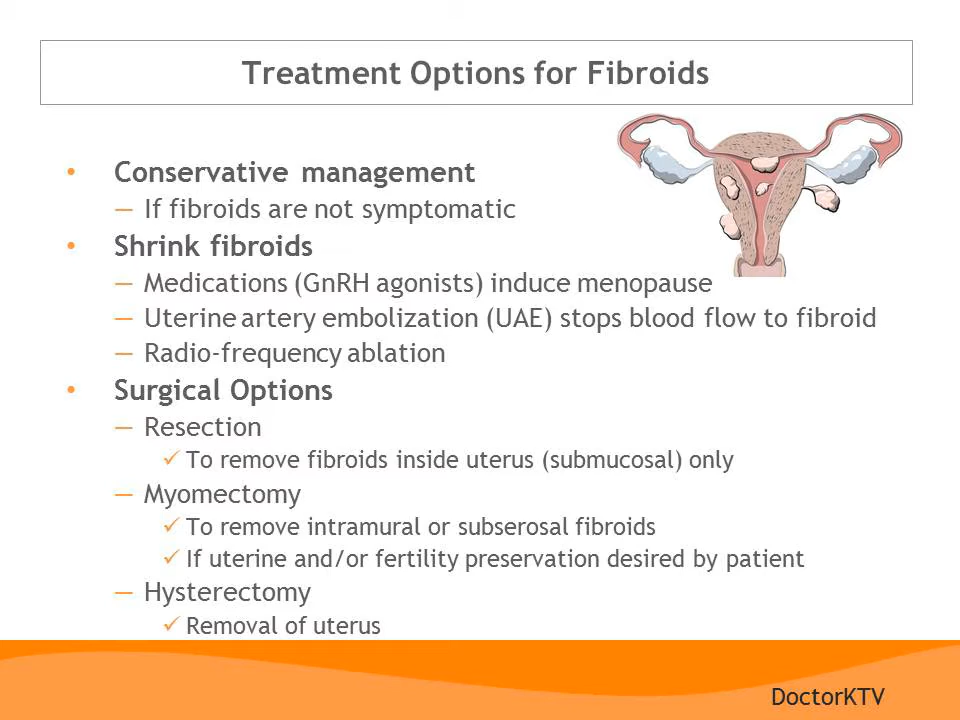 Treatment Options for Fibroids
• Conservative management
— If fibroids are not symptomatic
• Shrink fibroids
— Medications (GnRH agonists) induce menopause
— Uterine artery embolization (UAE) stops blood flow to fibroid
— Radio-frequency ablation
• Surgical Options
— Resection
✓ To remove fibroids inside uterus (submucosal) only
— Myomectomy
✓ To remove intramural or subserosal fibroids
✓ If uterine and/or fertility preservation desired by patient
— Hysterectomy
✓ Removal of uterus
DoctorKTV